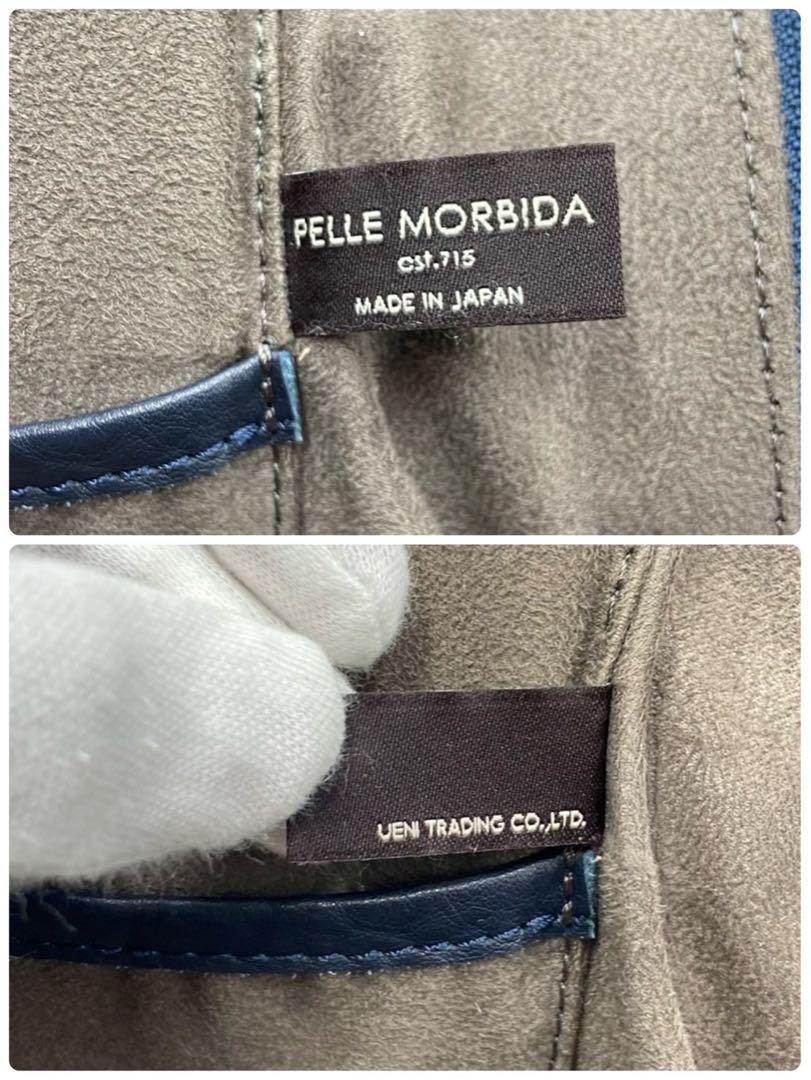 PELLE MORBIDA
est.715
MADE IN JAPAN
UENI TRADING CO.,LTD.